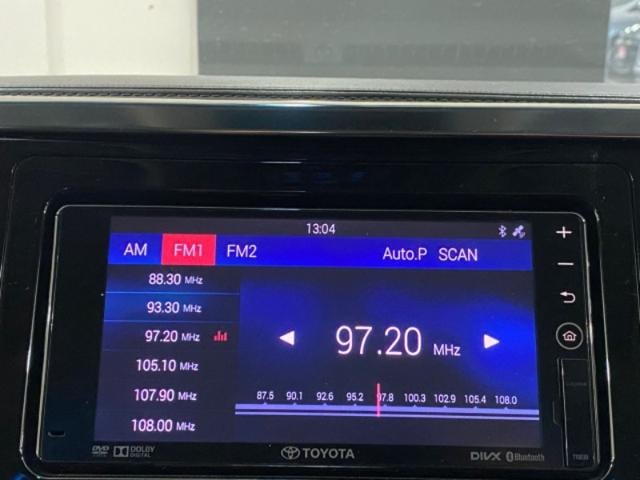 13:04
AM FM1 FM2 Auto.P SCAN
88.30 MHz
93.30 MHz
97.20 MHz
105.10 MHz
107.90 MHz
108.00 MHz
97.20 MHz
87.5 90.1 92.6 95.2 97.8 100.3 102.9 105.4 108.0
DVD DOLBY DIGITAL TOYOTA DIVX Bluetooth